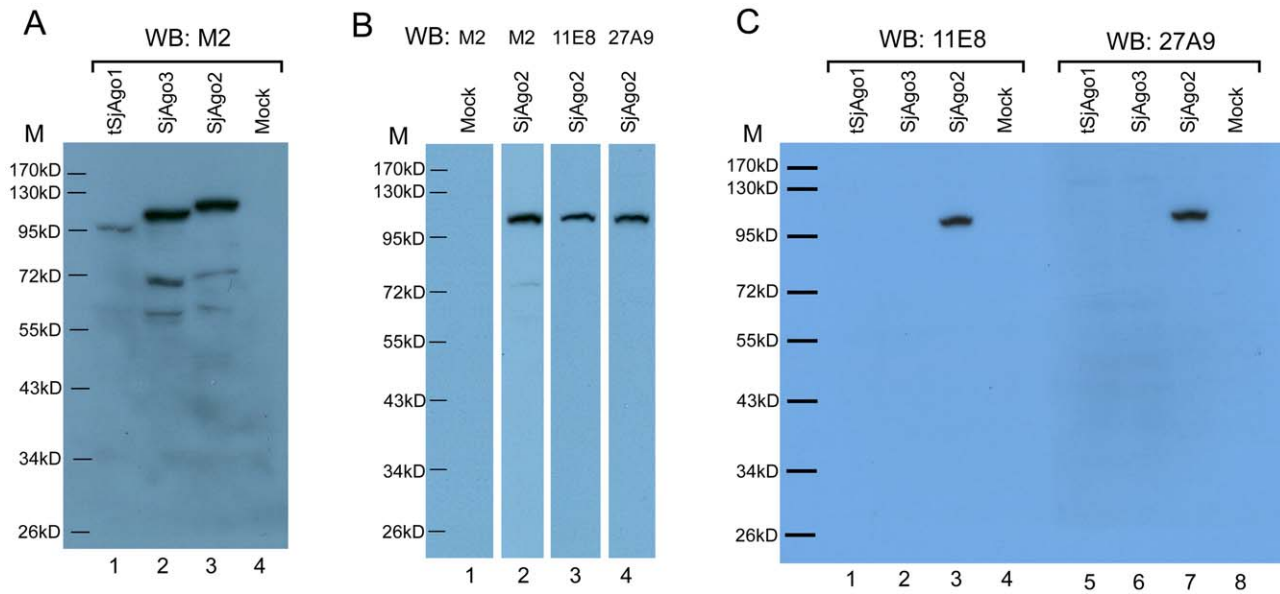 A
WB: M2
tSjAgo1 SjAgo3 SjAgo2 Mock
M
170kD
130kD
95kD
72kD
55kD
43kD
34kD
26kD
1 2 3 4
B
WB: M2 M2 11E8 27A9
Mock SjAgo2 SjAgo2 SjAgo2
M
170kD
130kD
95kD
72kD
55kD
43kD
34kD
26kD
1 2 3 4
C
WB: 11E8 WB: 27A9
tSjAgo1 SjAgo3 SjAgo2 Mock tSjAgo1 SjAgo3 SjAgo2 Mock
M
170kD
130kD
95kD
72kD
55kD
43kD
34kD
26kD
1 2 3 4 5 6 7 8